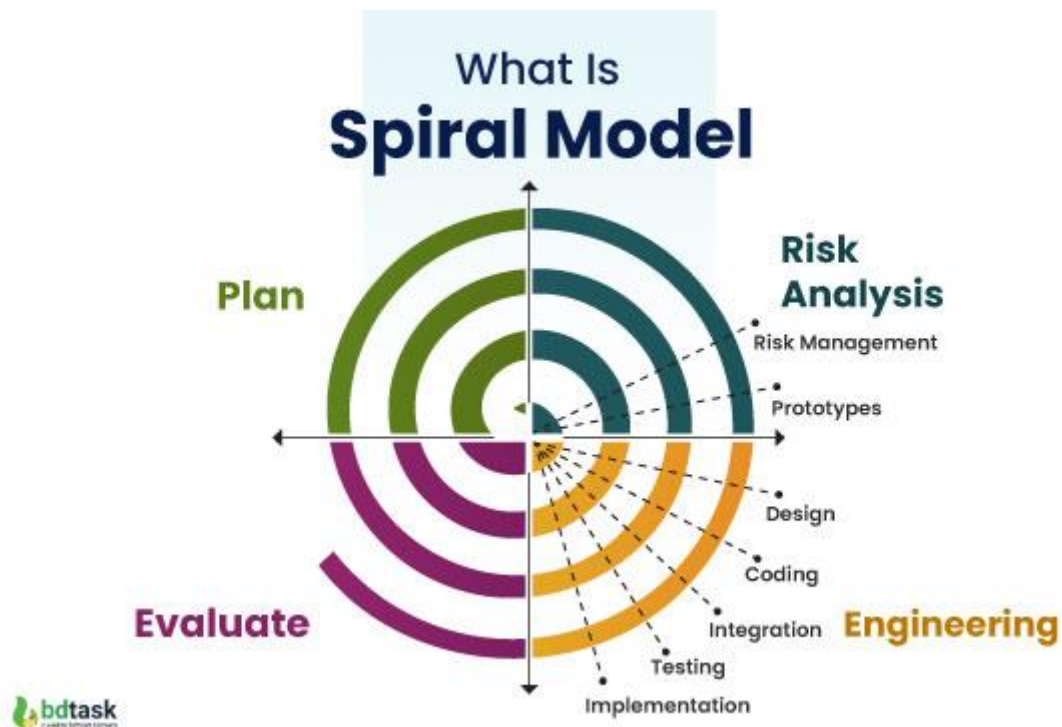 What Is
Spiral Model
Plan
Risk
Analysis
Risk Management
Prototypes
Design
Coding
Integration
Testing
Implementation
Engineering
Evaluate
bdtask